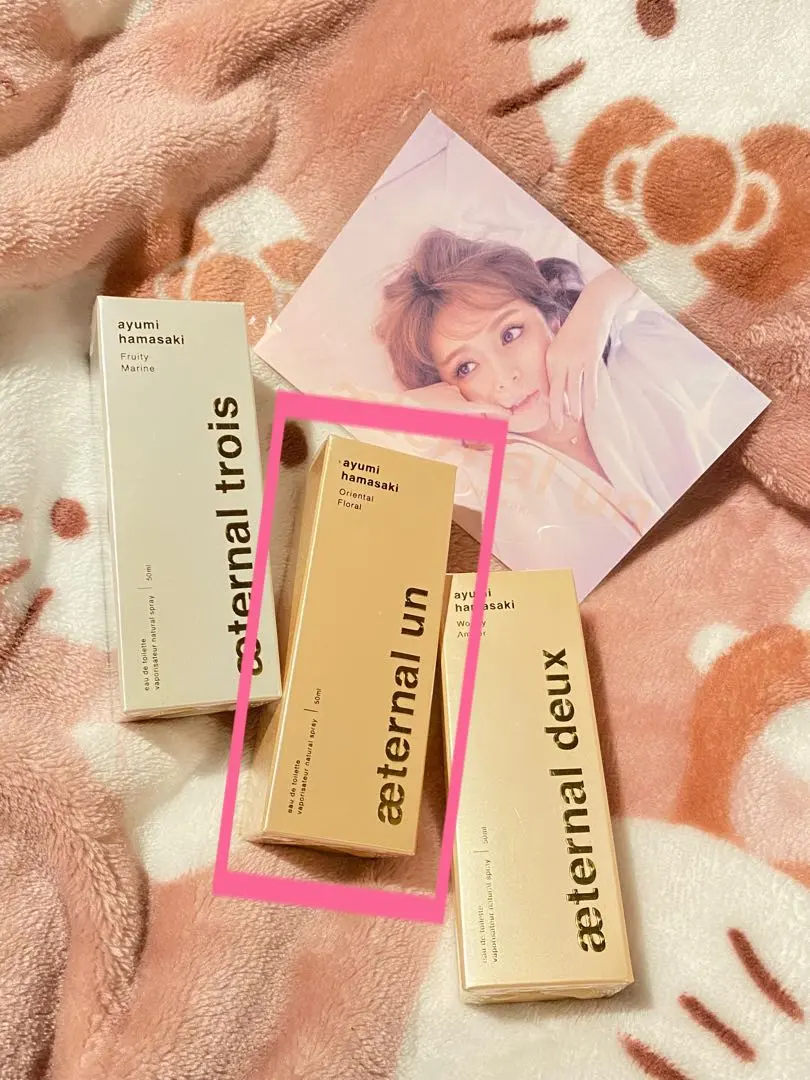 ayumi
hamasaki
Fruity
Marine
æternal trois
eau de toilette
vaporisateur natural spray | 50ml
ayumi
hamasaki
Oriental
Floral
æternal un
eau de toilette
vaporisateur natural spray | 50ml
ayumi
hamasaki
Woody
Amber
æternal deux
eau de toilette
vaporisateur natural spray | 50ml
un